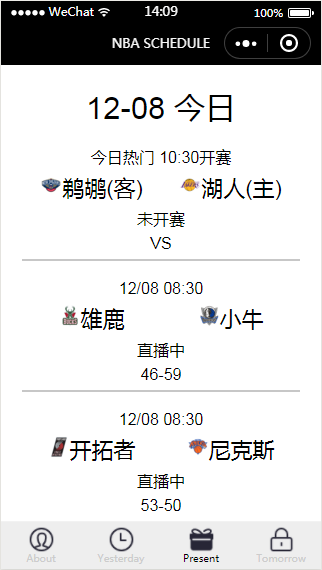 WeChat 14:09 100%
NBA SCHEDULE
12-08 今日
今日热门 10:30开赛
鹈鹕(客) 湖人(主)
未开赛
VS
12/08 08:30
雄鹿 小牛
直播中
46-59
12/08 08:30
开拓者 尼克斯
直播中
53-50
About Yesterday Present Tomorrow